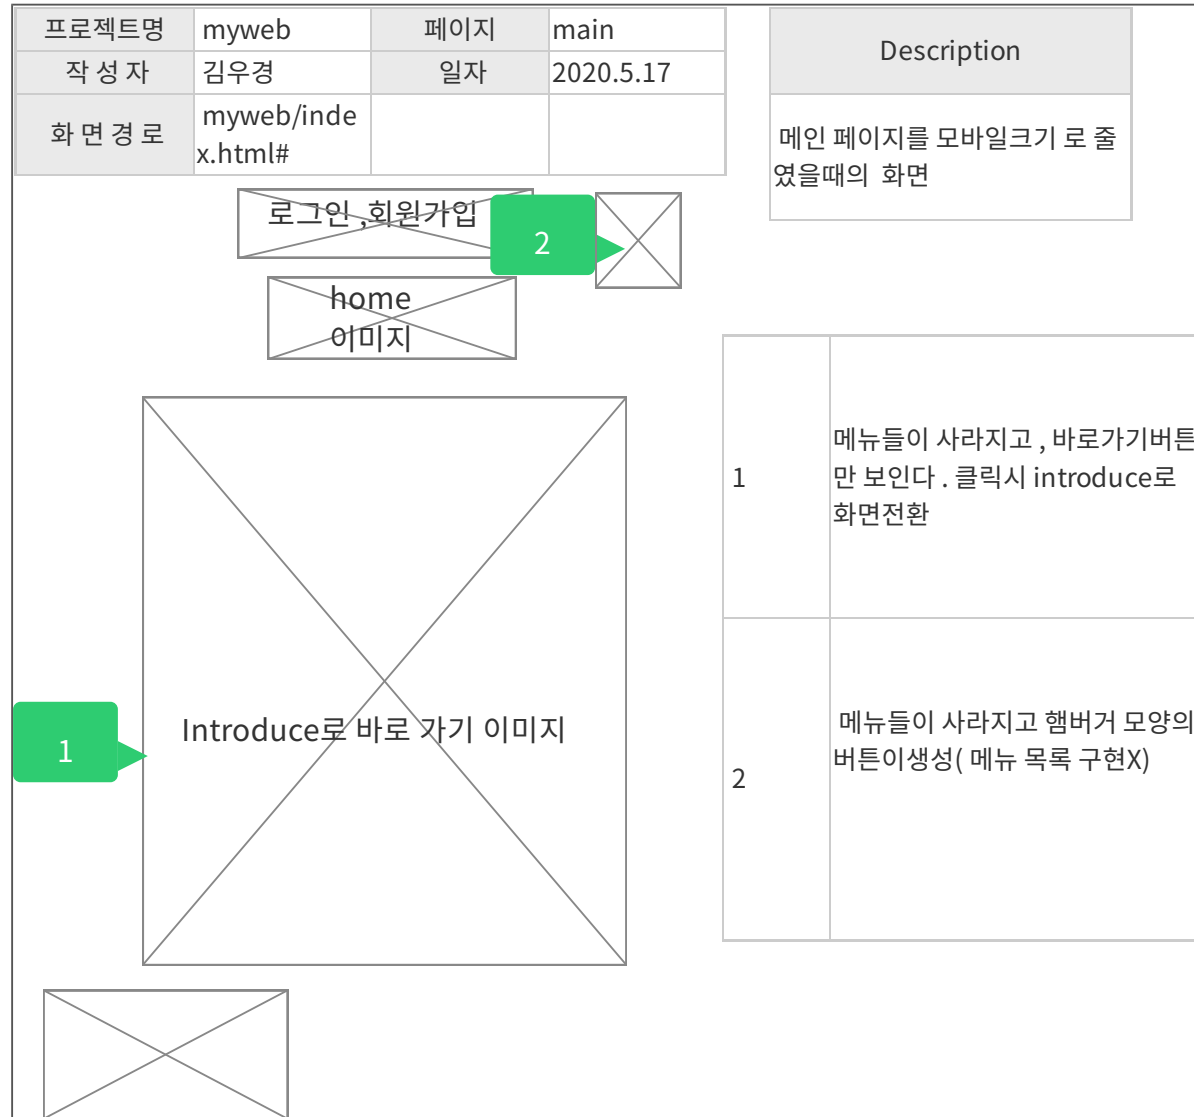 프로젝트명 myweb 페이지 main
작 성 자 김우경 일자 2020.5.17
화 면 경 로 myweb/inde
x.html#
Description
메인 페이지를 모바일크기 로 줄
였을때의 화면
로그인 ,회원가입
2
home
이미지
Introduce로 바로 가기 이미지
1
1
메뉴들이 사라지고 , 바로가기버튼
만 보인다 . 클릭시 introduce로
화면전환
2
메뉴들이 사라지고 햄버거 모양의
버튼이생성( 메뉴 목록 구현X)